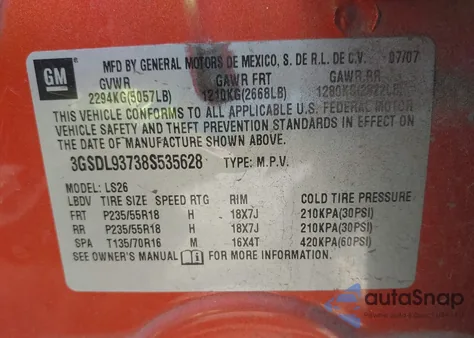 GM
MFD BY GENERAL MOTORS DE MEXICO, S. DE R.L. DE C.V. 07/07
GVWR GAWR FRT GAWR RR
2294KG(5057LB) 1210KG(2668LB)
THIS VEHICLE CONFORMS TO ALL APPLICABLE U.S. FEDERAL MOTOR
VEHICLE SAFETY AND THEFT PREVENTION STANDARDS IN EFFECT ON
THE DATE OF MANUFACTURE SHOWN ABOVE.
3GSDL93738S535628 TYPE: M.P.V.
MODEL: LS26
LBDV TIRE SIZE SPEED RTG RIM COLD TIRE PRESSURE
FRT P235/55R18 H 18X7J 210KPA(30PSI)
RR P235/55R18 H 18X7J 210KPA(30PSI)
SPA T135/70R16 M 16X4T 420KPA(60PSI)
SEE OWNER'S MANUAL FOR MORE INFORMATION
autoSnap